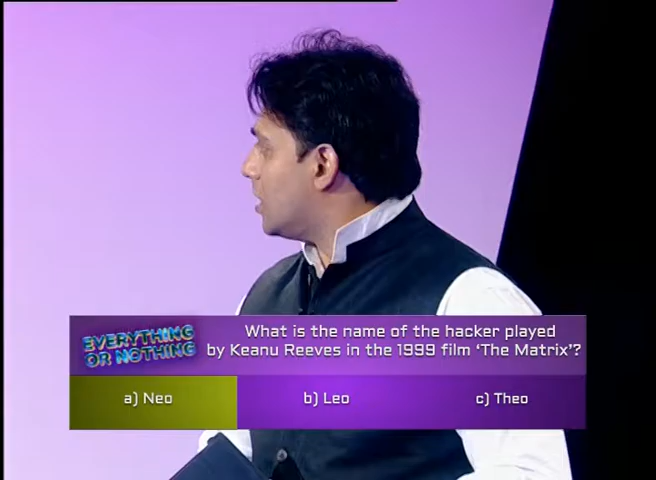 EVERYTHING
OR NOTHING
What is the name of the hacker played
by Keanu Reeves in the 1999 film ‘The Matrix’?
a) Neo
b) Leo
c) Theo